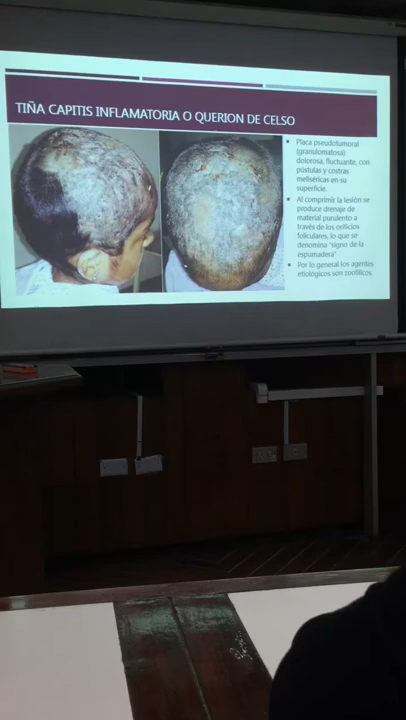 TIÑA CAPITIS INFLAMATORIA O QUERION DE CELSO
Placa pseudotumoral
(granulomatosa)
dolorosa, fluctuante, con
pústulas y costras
meliséricas en su
superficie.
Al comprimir la lesión se
produce drenaje de
material purulento a
través de los orificios
foliculares, lo que se
denomina "signo de la
espumadera"
Por lo general los agentes
etiológicos son zoofílicos.